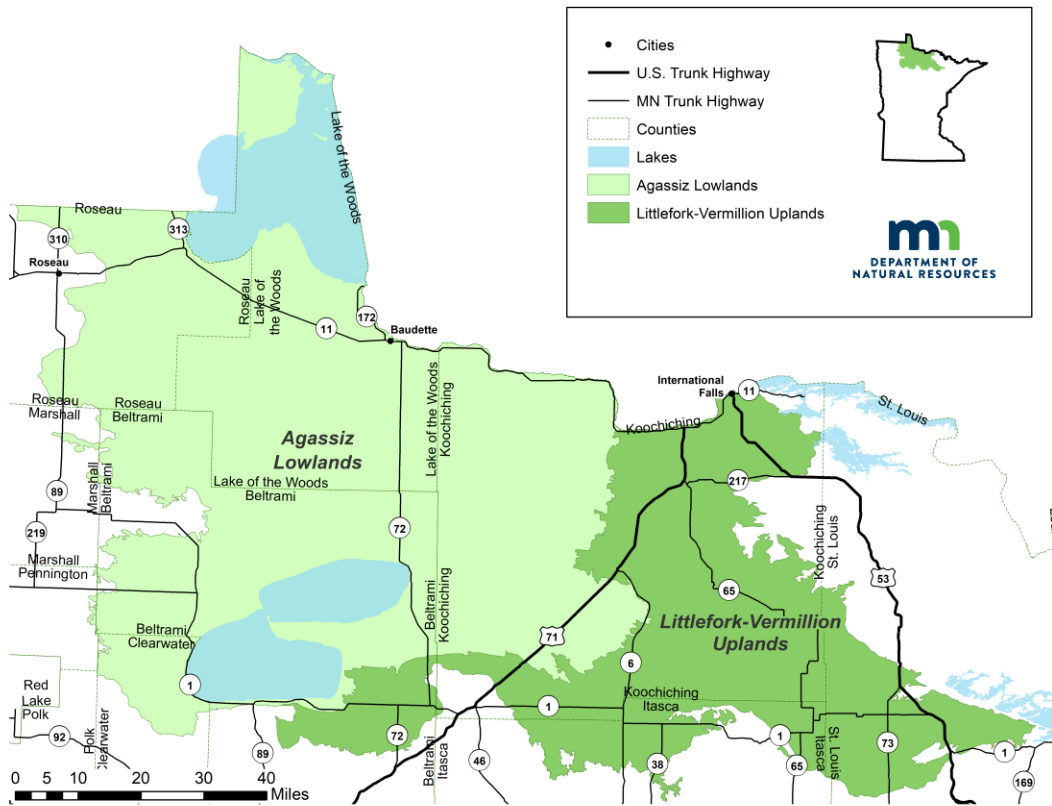 Cities
U.S. Trunk Highway
MN Trunk Highway
Counties
Lakes
Agassiz Lowlands
Littlefork-Vermillion Uplands
mn
DEPARTMENT OF
NATURAL RESOURCES
Lake of the Woods
Roseau
310
313
Roseau
Roseau
Lake of
the Woods
172
11
Baudette
International
Falls
11
St. Louis
Roseau
Marshall
Roseau
Beltrami
Lake of the Woods
Koochiching
Koochiching
Agassiz
Lowlands
Lake of the Woods
Beltrami
89
Marshall
Beltrami
217
219
72
Koochiching
St. Louis
Marshall
Pennington
53
Beltrami
Koochiching
65
Beltrami
Clearwater
71
Littlefork-Vermillion
Uplands
6
1
Red
Lake
Polk
Koochiching
Itasca
1
92
Polk
Clearwater
89
72
Beltrami
Itasca
46
38
1
65
St. Louis
Itasca
73
1
169
0 5 10 20 30 40
Miles